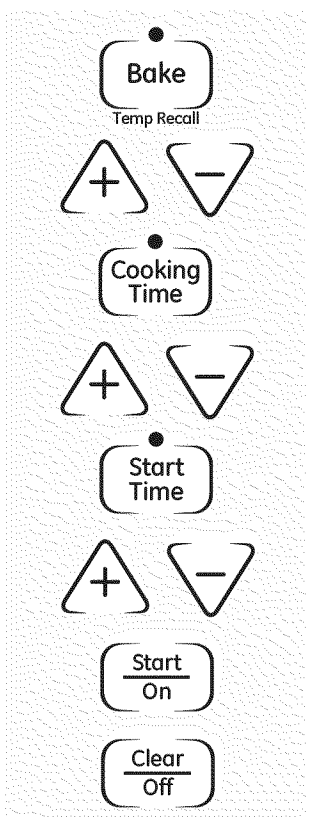 Bake
Temp Recall
+ −
Cooking
Time
+ −
Start
Time
+ −
Start
On
Clear
Off